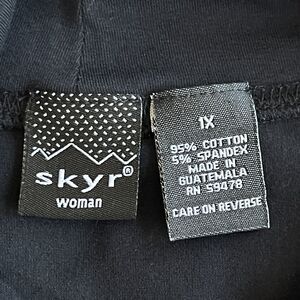 skyr®
woman
1X
95% COTTON
5% SPANDEX
MADE IN
GUATEMALA
RN 59478
CARE ON REVERSE